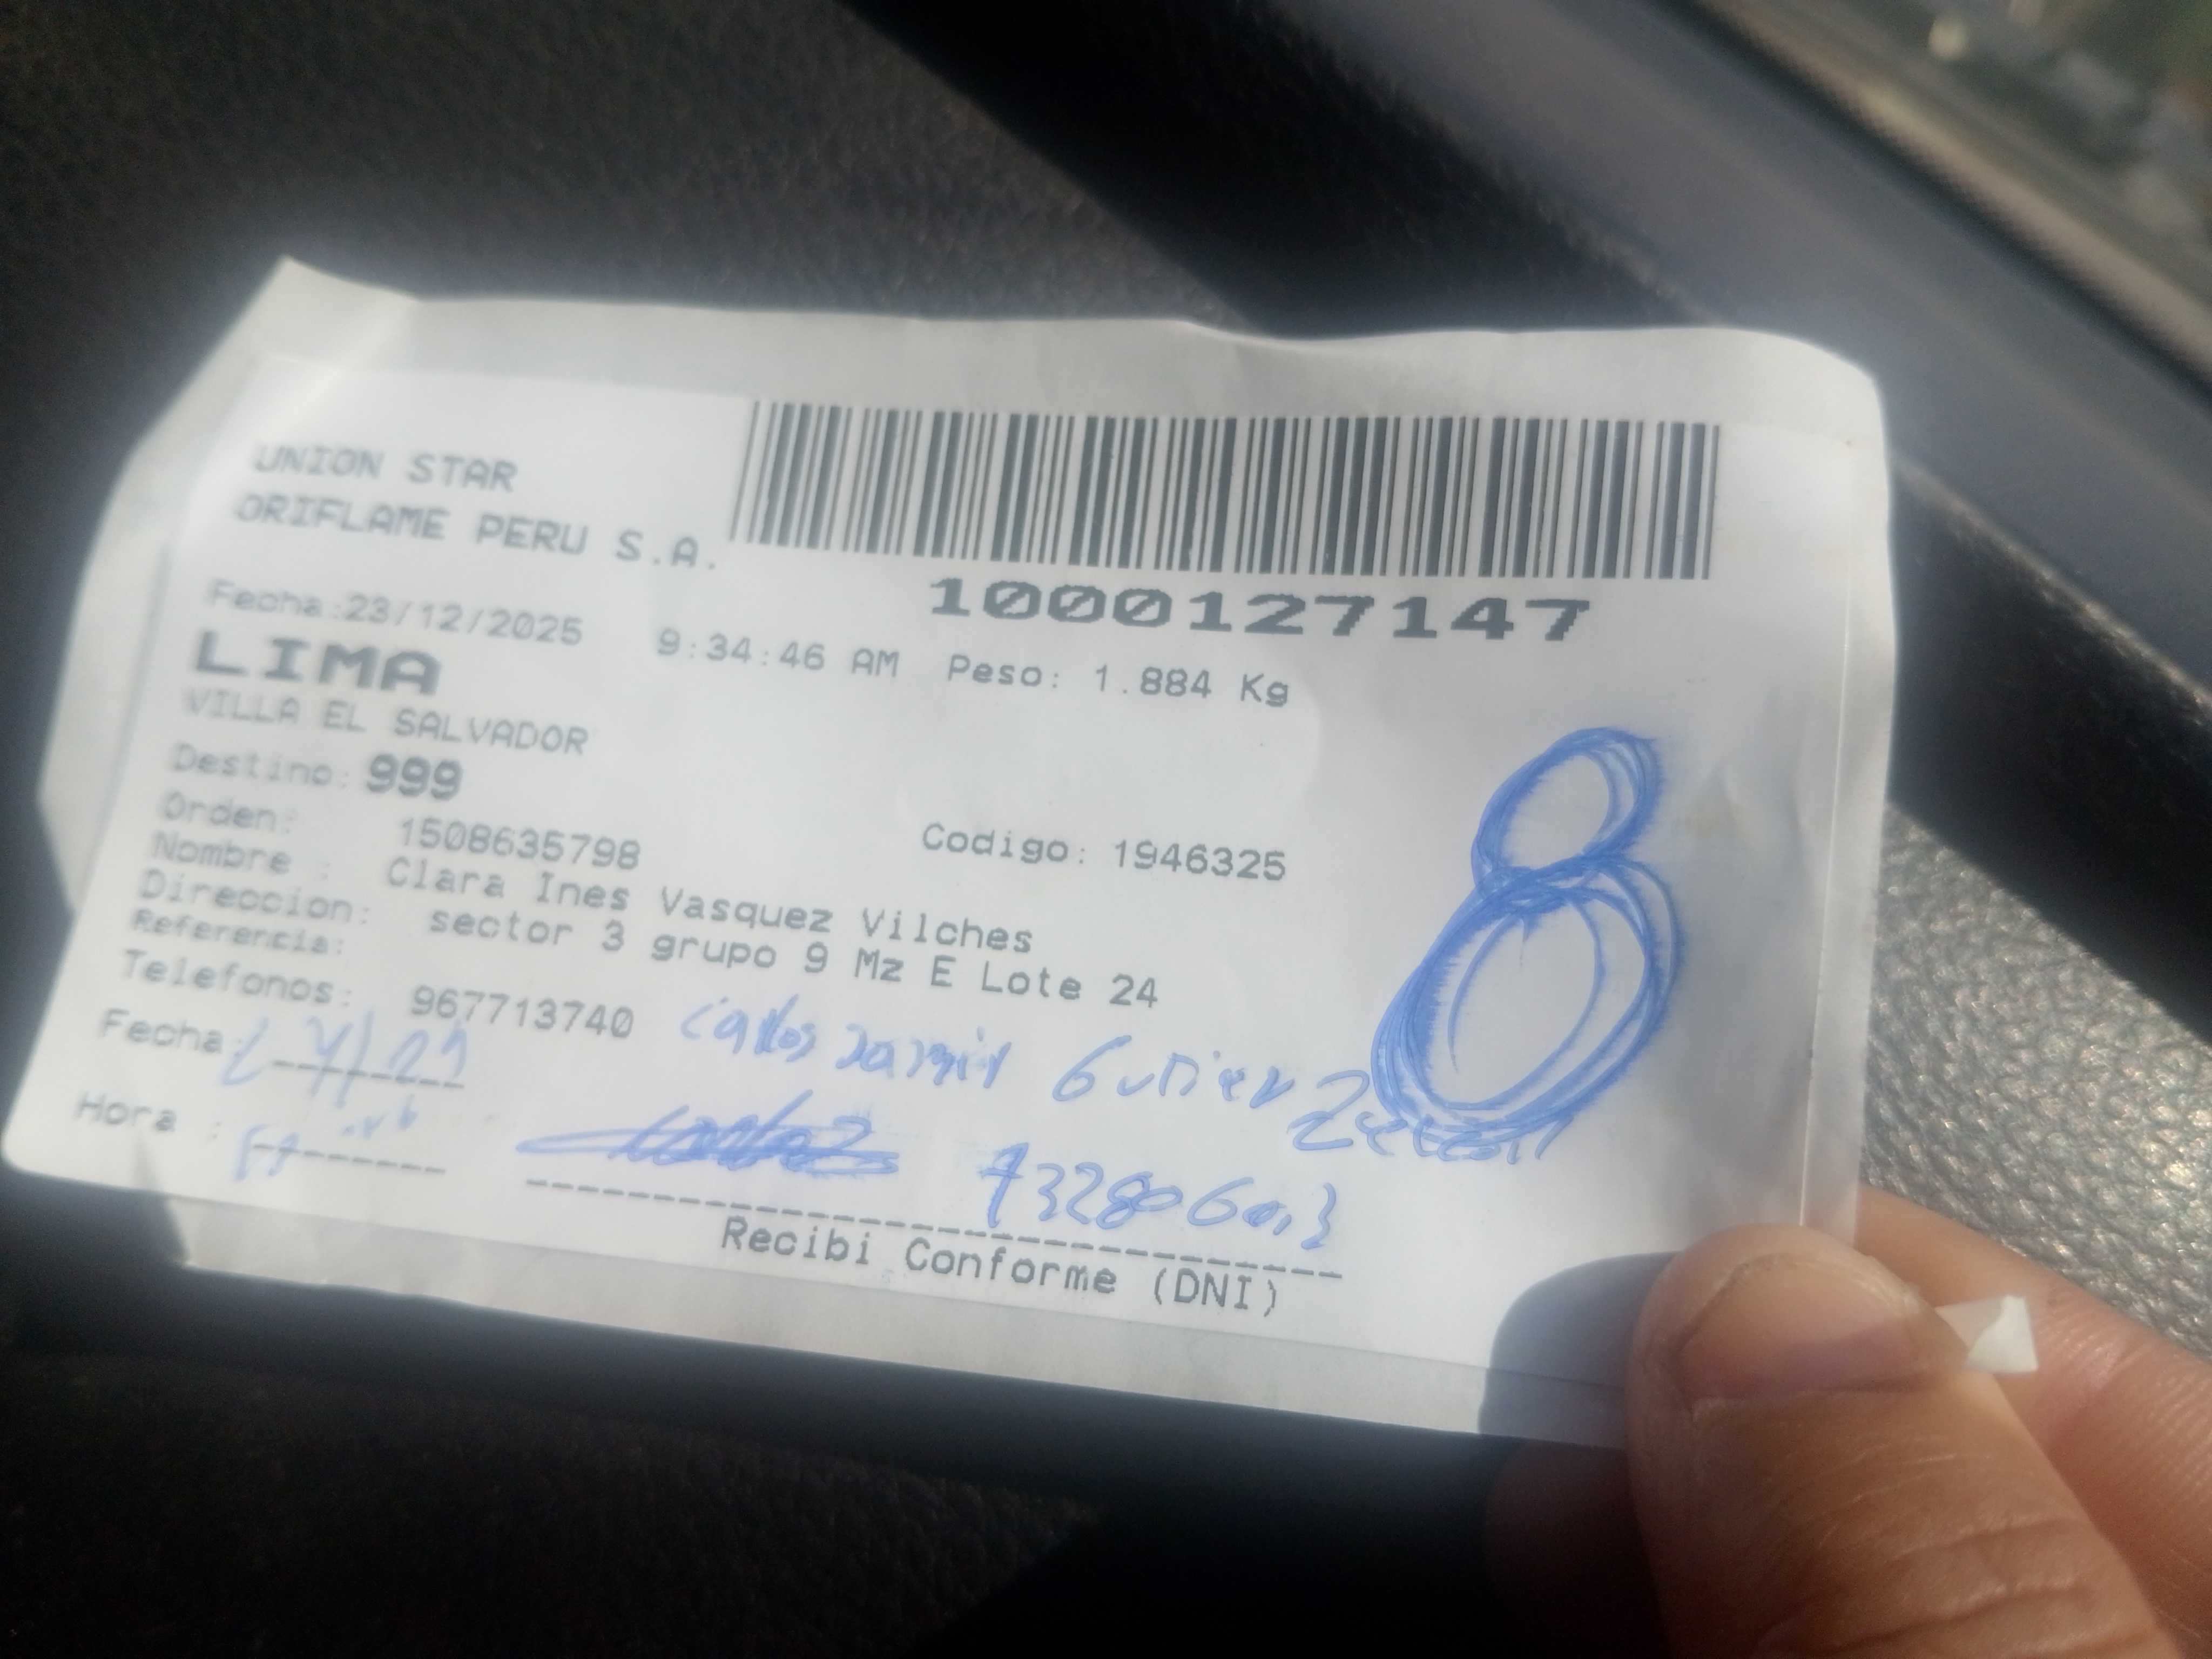 UNION STAR
ORIFLAME PERU S.A.
1000127147
Fecha:23/12/2025 9:34:46 AM Peso: 1.884 Kg
LIMA
VILLA EL SALVADOR
Destino: 999
Orden: 1508635798 Codigo: 1946325
Nombre : Clara Ines Vasquez Vilches
Direccion: sector 3 grupo 9 Mz E Lote 24
Referencia:
Telefonos: 967713740
8
Fecha:
Carlos Gutierrez
Hora :
Recibi Conforme (DNI)